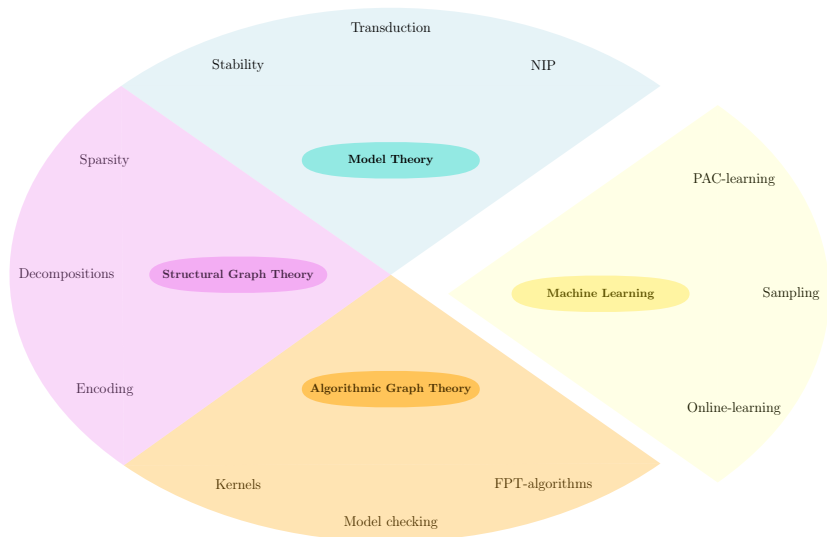 Transduction
Stability
NIP
Model Theory
Sparsity
PAC-learning
Decompositions
Structural Graph Theory
Machine Learning
Sampling
Encoding
Algorithmic Graph Theory
Online-learning
Kernels
FPT-algorithms
Model checking